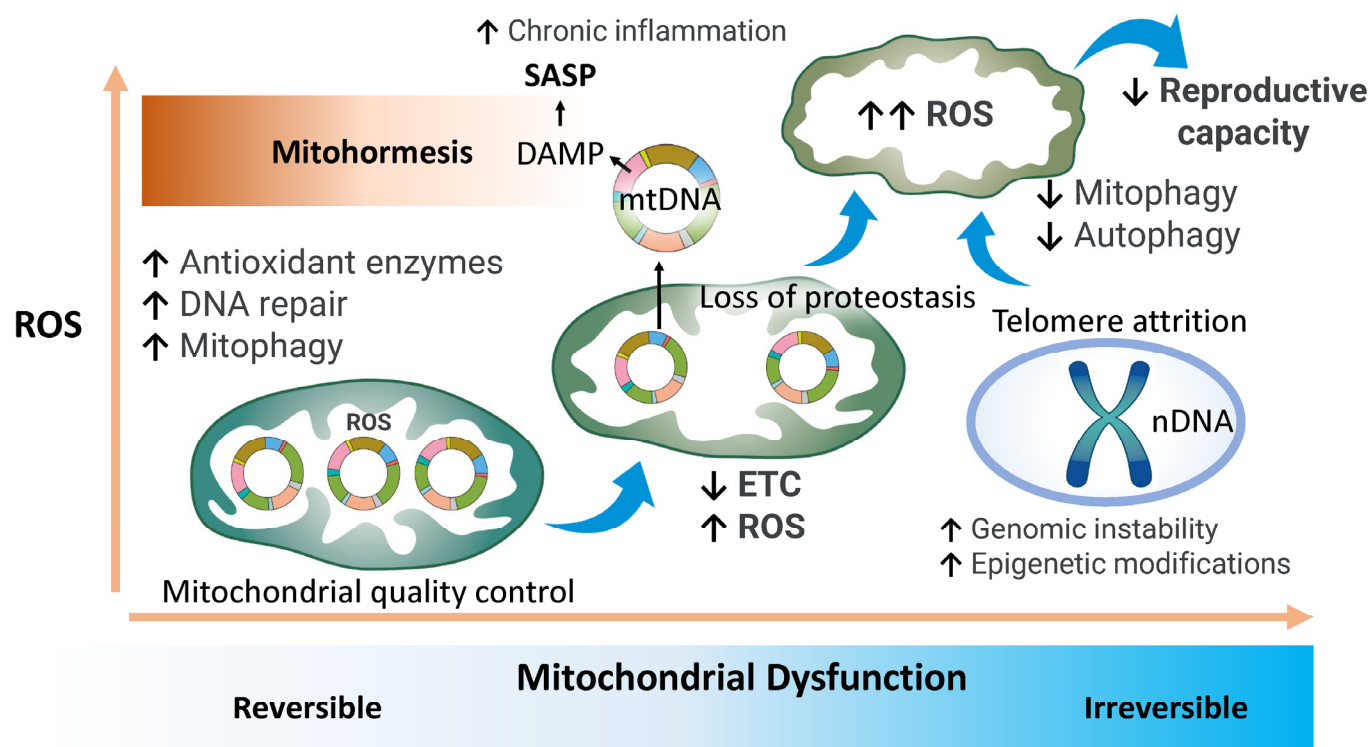 ↑ Chronic inflammation
SASP
DAMP
mtDNA
Mitohormesis
↑ Antioxidant enzymes
↑ DNA repair
↑ Mitophagy
ROS
ROS
Mitochondrial quality control
Loss of proteostasis
↓ ETC
↑ ROS
↑↑ ROS
↓ Reproductive
capacity
↓ Mitophagy
↓ Autophagy
Telomere attrition
nDNA
↑ Genomic instability
↑ Epigenetic modifications
Mitochondrial Dysfunction
Reversible
Irreversible